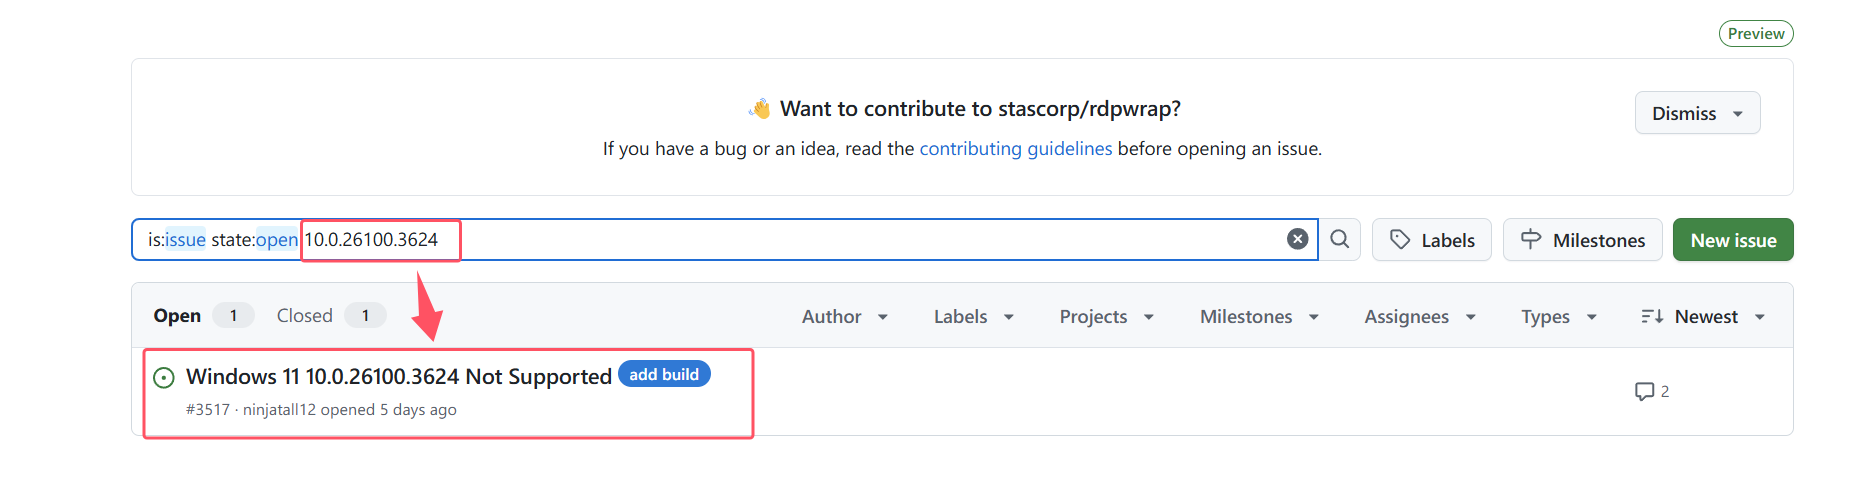 Preview
👋 Want to contribute to stascorp/rdpwrap?
Dismiss
If you have a bug or an idea, read the contributing guidelines before opening an issue.
is:issue state:open 10.0.26100.3624
Labels
Milestones
New issue
Open 1 Closed 1
Author Labels Projects Milestones Assignees Types Newest
Windows 11 10.0.26100.3624 Not Supported add build
#3517 · ninjatall12 opened 5 days ago
2